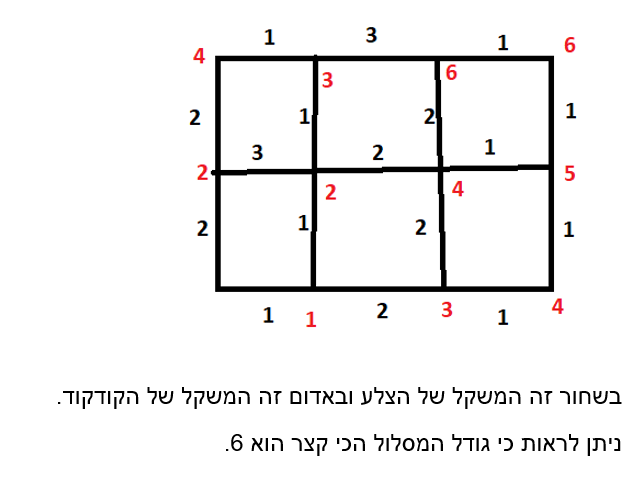 1 3 1
4 6
3 6
2 1 2 1
3 2 1
2 2 4 5
2 1 2 1
1 1 2 3 1 4
בשחור זה המשקל של הצלע ובאדום זה המשקל של הקודקוד.
ניתן לראות כי גודל המסלול הכי קצר הוא 6.